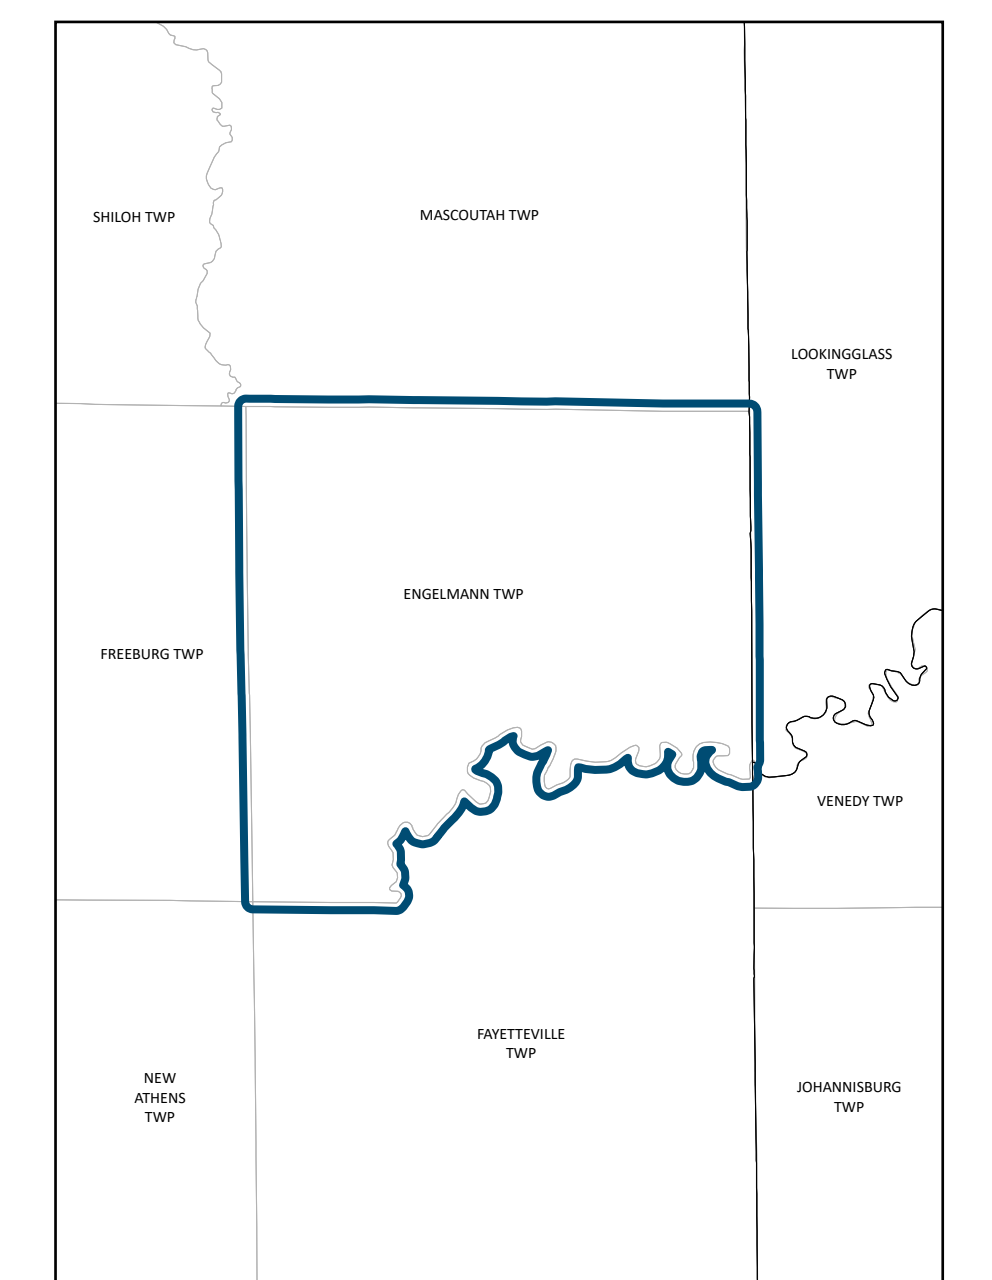 SHILOH TWP
MASCOUTAH TWP
LOOKINGGLASS
TWP
ENGELMANN TWP
FREEBURG TWP
VENEDY TWP
FAYETTEVILLE
TWP
NEW
ATHENS
TWP
JOHANNISBURG
TWP